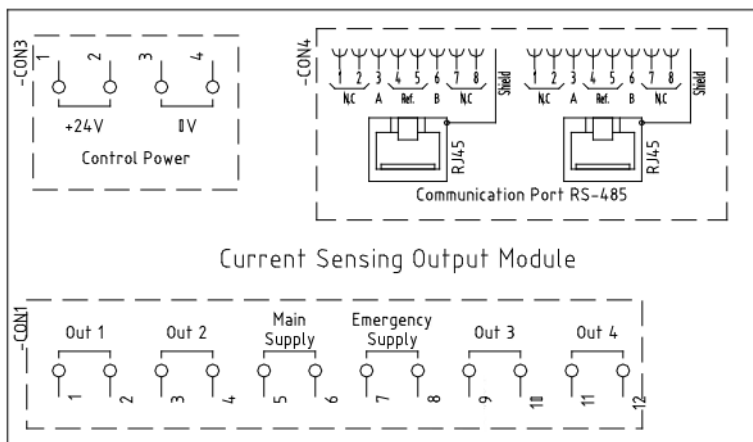 -CON3
1 2 3 4
+24V 0V
Control Power
-CON4
1 2 3 4 5 6 7 8 Shield
N.C A Ref. B N.C
RJ45
1 2 3 4 5 6 7 8 Shield
N.C A Ref. B N.C
RJ45
Communication Port RS-485
Current Sensing Output Module
-CON1
Out 1 Out 2 Main Supply Emergency Supply Out 3 Out 4
1 2 3 4 5 6 7 8 9 10 11 12